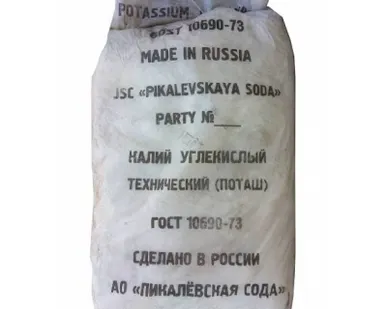 POTASSIUM
GOST 10690-73
MADE IN RUSSIA
JSC «PIKALEVSKAYA SODA»
PARTY №___
КАЛИЙ УГЛЕКИСЛЫЙ
ТЕХНИЧЕСКИЙ (ПОТАШ)
ГОСТ 10690-73
СДЕЛАНО В РОССИИ
АО «ПИКАЛЁВСКАЯ СОДА»